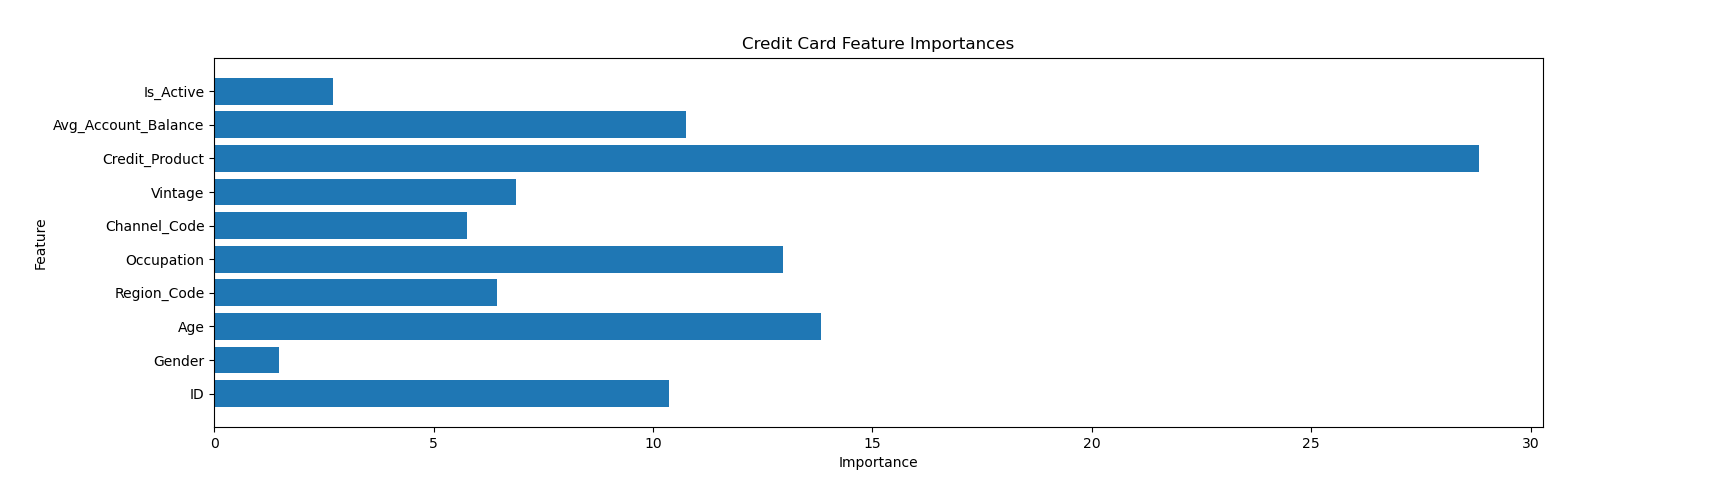 Credit Card Feature Importances
Is_Active
Avg_Account_Balance
Credit_Product
Vintage
Channel_Code
Occupation
Region_Code
Age
Gender
ID
Feature
0 5 10 15 20 25 30
Importance